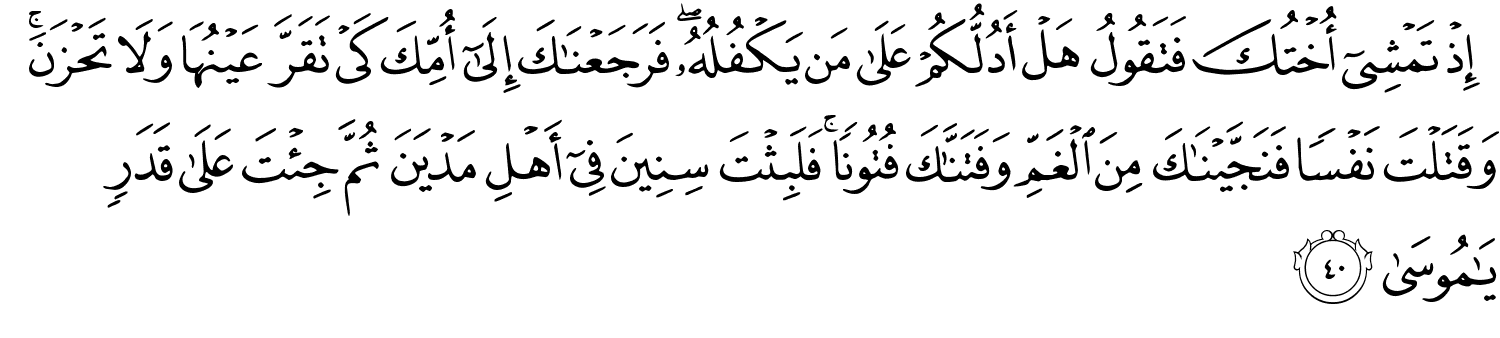 إِذْ تَمْشِىٓ أُخْتُكَ فَتَقُولُ هَلْ أَدُلُّكُمْ عَلَىٰ مَن يَكْفُلُهُۥ ۖ فَرَجَعْنَـٰكَ إِلَىٰٓ أُمِّكَ كَىْ تَقَرَّ عَيْنُهَا وَلَا تَحْزَنَ ۚ
وَقَتَلْتَ نَفْسًا فَنَجَّيْنَـٰكَ مِنَ ٱلْغَمِّ وَفَتَنَّـٰكَ فُتُونًا ۚ فَلَبِثْتَ سِنِينَ فِىٓ أَهْلِ مَدْيَنَ ثُمَّ جِئْتَ عَلَىٰ قَدَرٍ
يَـٰمُوسَىٰ ٤٠